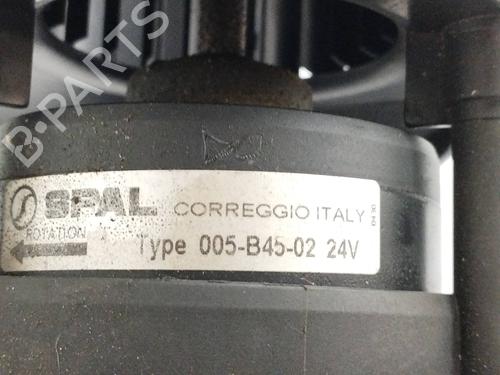 B-PARTS
SPAL CORREGGIO ITALY
ROTATION
Type 005-B45-02 24V